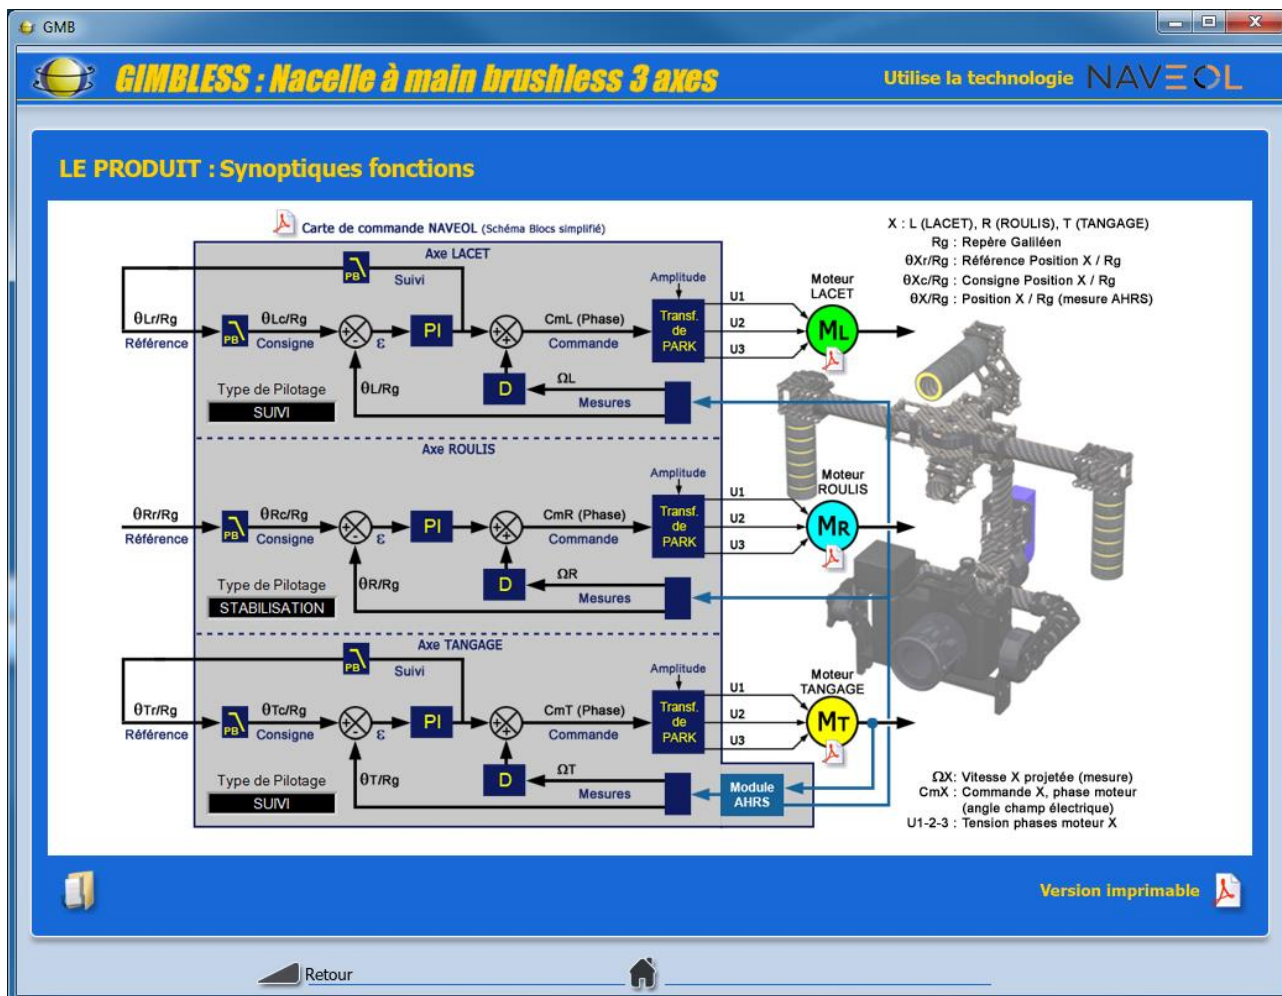 GMB
GIMBLESS : Nacelle à main brushless 3 axes
Utilise la technologie NAVEOL
LE PRODUIT : Synoptiques fonctions
Carte de commande NAVEOL (Schéma Blocs simplifié)
Axe LACET
PB
Suivi
Amplitude
Moteur
LACET
θLr/Rg
θLc/Rg
CmL (Phase)
Transf.
de
PARK
U1
U2
U3
ML
Référence
PB
Consigne
+
-
ε
PI
+
+
Commande
D
ΩL
θL/Rg
Mesures
Type de Pilotage
SUIVI
Axe ROULIS
Amplitude
Moteur
ROULIS
θRr/Rg
θRc/Rg
CmR (Phase)
Transf.
de
PARK
U1
U2
U3
MR
Référence
PB
Consigne
+
-
ε
PI
+
+
Commande
D
ΩR
θR/Rg
Mesures
Type de Pilotage
STABILISATION
Axe TANGAGE
PB
Suivi
Amplitude
Moteur
TANGAGE
θTr/Rg
θTc/Rg
CmT (Phase)
Transf.
de
PARK
U1
U2
U3
MT
Référence
PB
Consigne
+
-
ε
PI
+
+
Commande
D
ΩT
θT/Rg
Mesures
Module
AHRS
Type de Pilotage
SUIVI
X : L (LACET), R (ROULIS), T (TANGAGE)
Rg : Repère Galiléen
θXr/Rg : Référence Position X / Rg
θXc/Rg : Consigne Position X / Rg
θX/Rg : Position X / Rg (mesure AHRS)
ΩX: Vitesse X projetée (mesure)
CmX : Commande X, phase moteur
(angle champ électrique)
U1-2-3 : Tension phases moteur X
Version imprimable
Retour